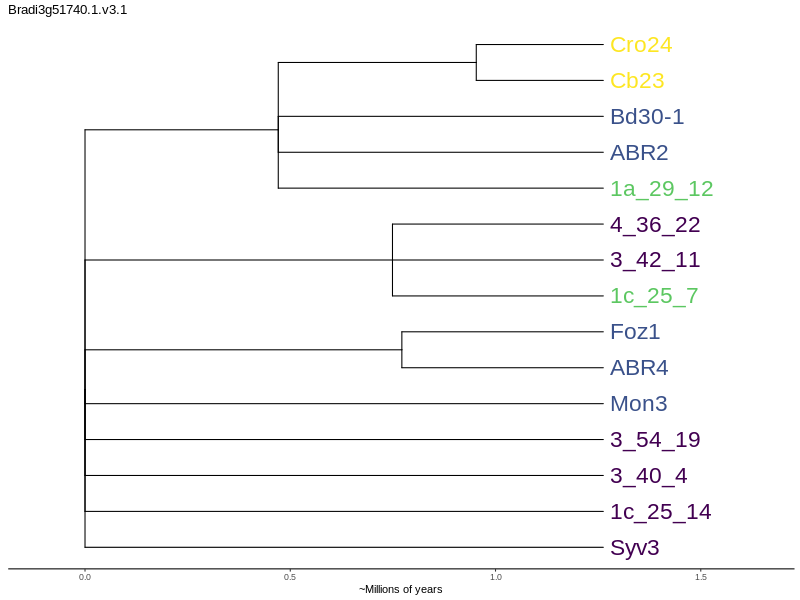 Bradi3g51740.1.v3.1
Cro24
Cb23
Bd30-1
ABR2
1a_29_12
4_36_22
3_42_11
1c_25_7
Foz1
ABR4
Mon3
3_54_19
3_40_4
1c_25_14
Syv3
0.0 0.5 1.0 1.5
~Millions of years